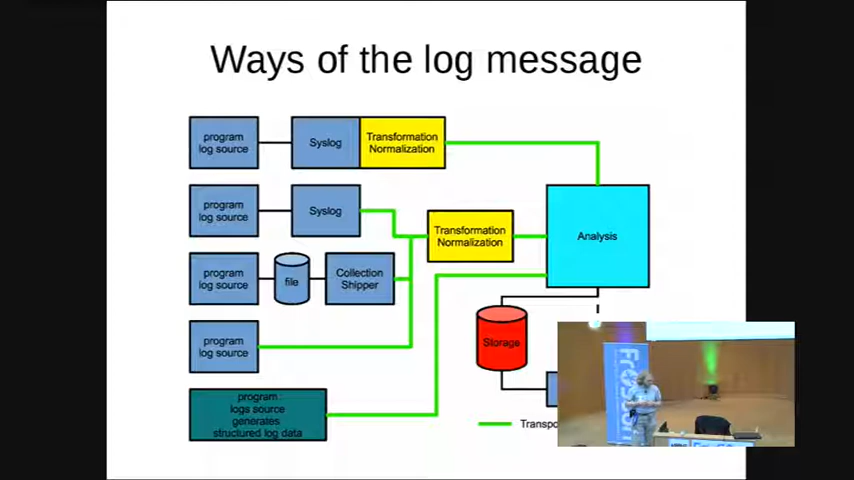 Ways of the log message
program
log source
Syslog
Transformation
Normalization
program
log source
Syslog
Transformation
Normalization
Analysis
program
log source
file
Collection
Shipper
program
log source
Storage
program:
logs source
generates
structured log data